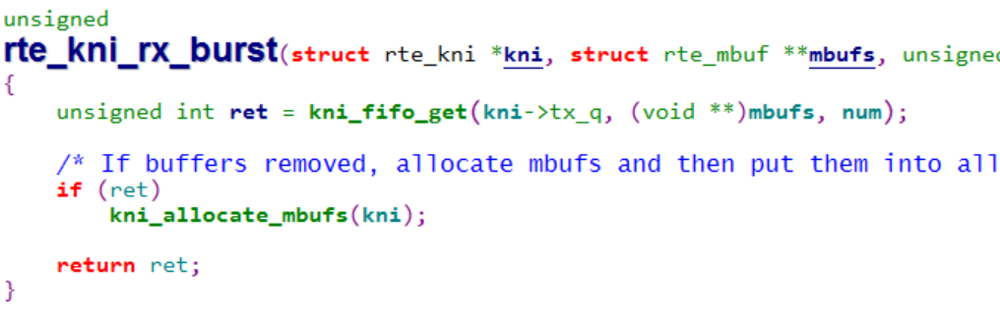 unsigned
rte_kni_rx_burst(struct rte_kni *kni, struct rte_mbuf **mbufs, unsigned
{
unsigned int ret = kni_fifo_get(kni->tx_q, (void **)mbufs, num);
/* If buffers removed, allocate mbufs and then put them into all
if (ret)
kni_allocate_mbufs(kni);
return ret;
}